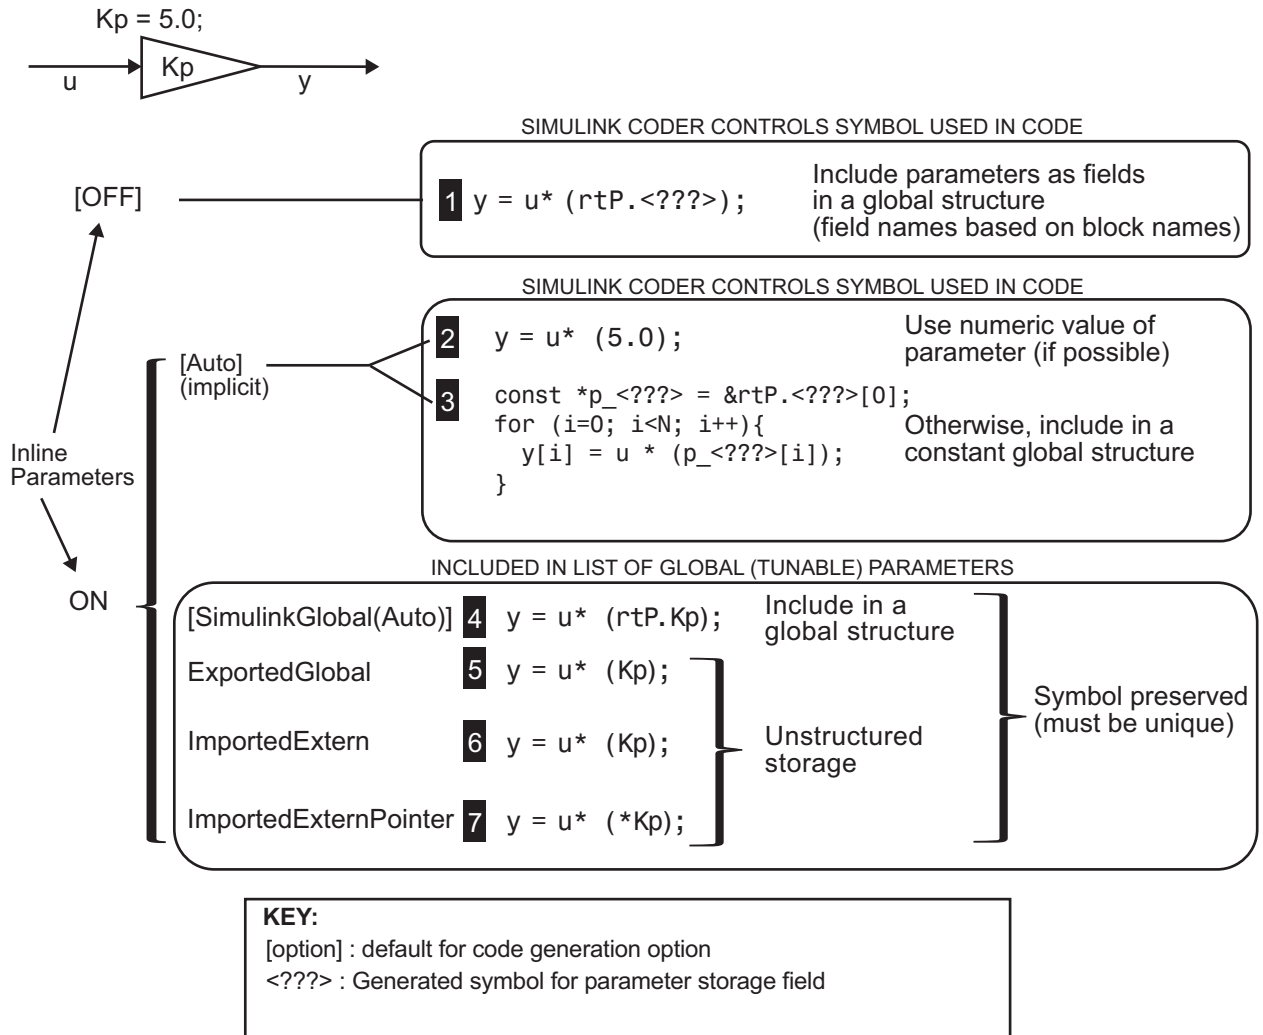 Kp = 5.0;
Kp
u
y
SIMULINK CODER CONTROLS SYMBOL USED IN CODE
[OFF]
1 y = u* (rtP.<???>);
Include parameters as fields
in a global structure
(field names based on block names)
SIMULINK CODER CONTROLS SYMBOL USED IN CODE
[Auto]
(implicit)
2 y = u* (5.0);
Use numeric value of
parameter (if possible)
3 const *p_<???> = &rtP.<???>[0];
for (i=0; i<N; i++){
y[i] = u * (p_<???>[i]);
}
Otherwise, include in a
constant global structure
Inline
Parameters
ON
INCLUDED IN LIST OF GLOBAL (TUNABLE) PARAMETERS
[SimulinkGlobal(Auto)] 4 y = u* (rtP.Kp);
Include in a
global structure
ExportedGlobal 5 y = u* (Kp);
ImportedExtern 6 y = u* (Kp);
Unstructured
storage
Symbol preserved
(must be unique)
ImportedExternPointer 7 y = u* (*Kp);
KEY:
[option] : default for code generation option
<???> : Generated symbol for parameter storage field